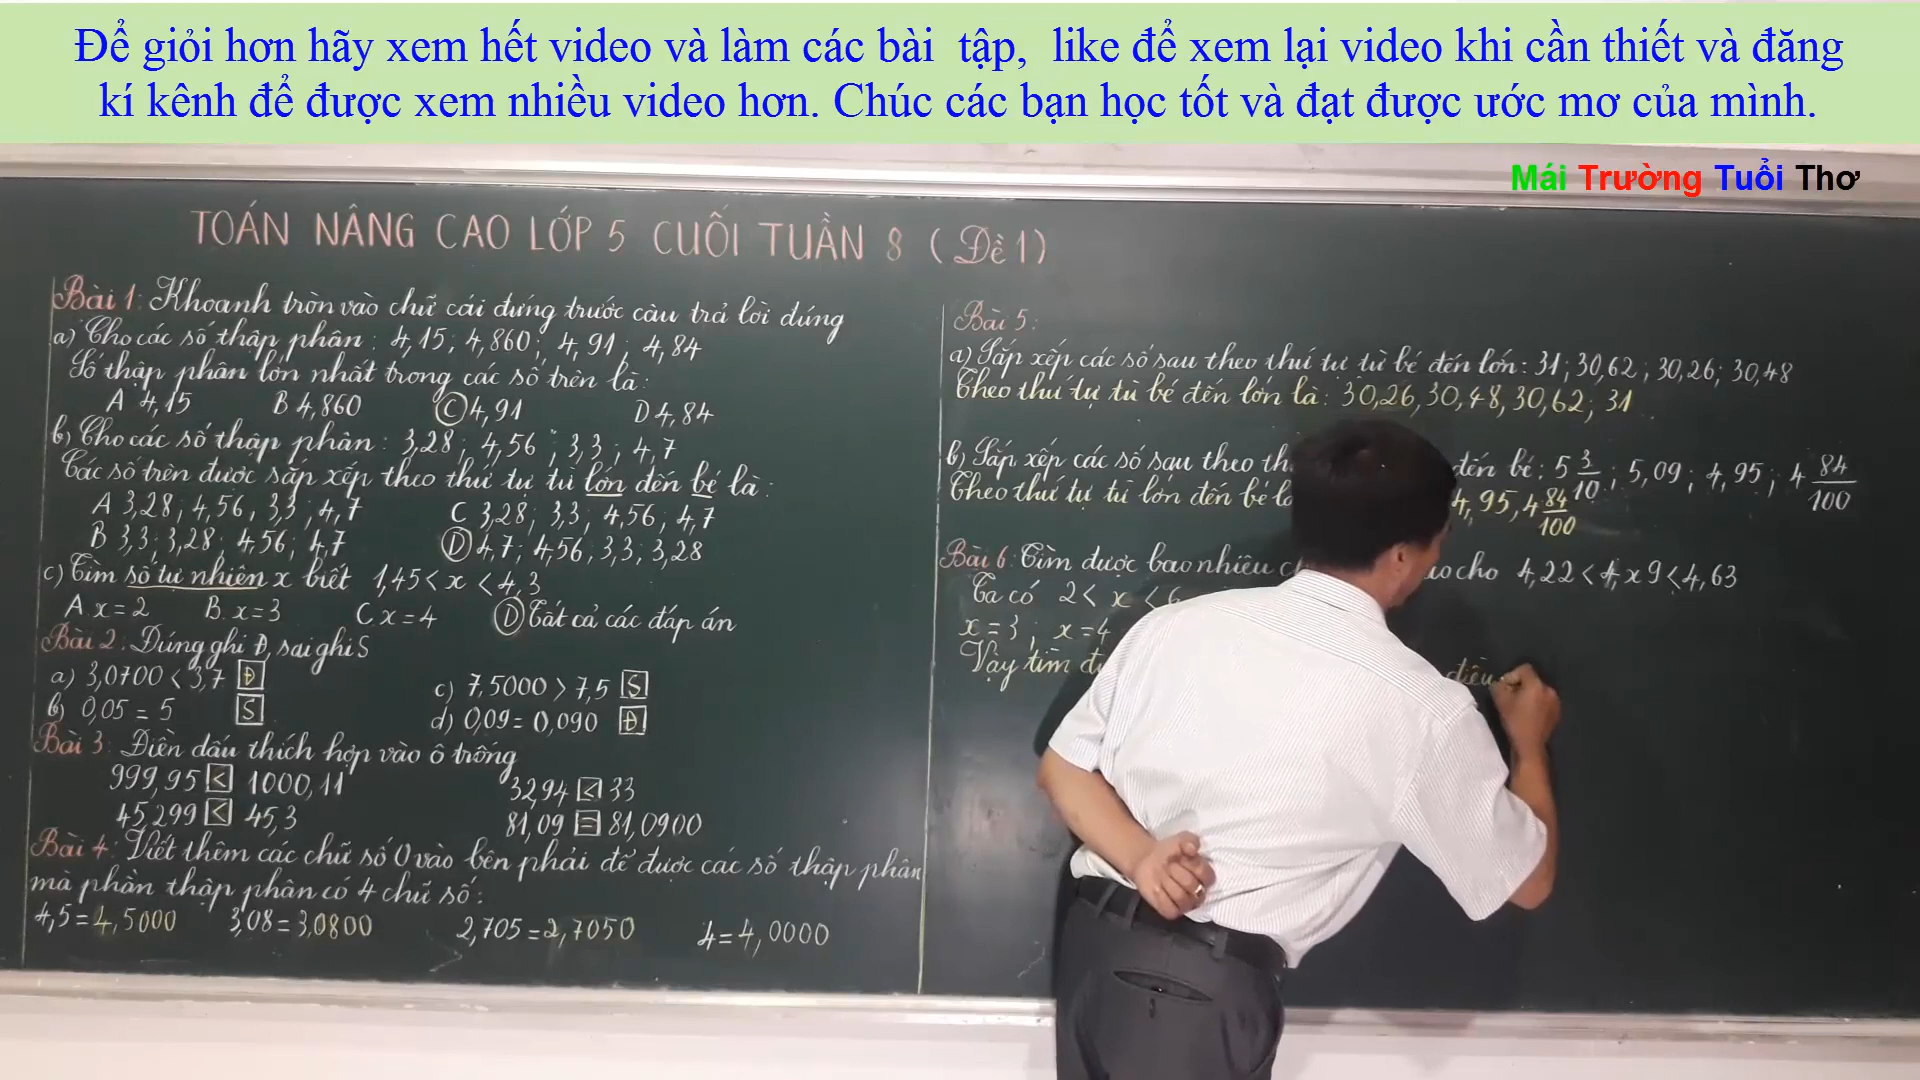 Để giỏi hơn hãy xem hết video và làm các bài tập, like để xem lại video khi cần thiết và đăng
kí kênh để được xem nhiều video hơn. Chúc các bạn học tốt và đạt được ước mơ của mình.
Mái Trường Tuổi Thơ
TOÁN NÂNG CAO LỚP 5 CUỐI TUẦN 8 (Đề 1)
Bài 1: Khoanh tròn vào chữ cái đứng trước câu trả lời đúng
a) Cho các số thập phân: 4,15; 4,860; 4,91; 4,84
Số thập phân lớn nhất trong các số trên là:
A 4,15 B 4,860 C 4,91 D 4,84
b) Cho các số thập phân: 3,28; 4,56; 3,3; 4,7
Các số trên được sắp xếp theo thứ tự từ lớn đến bé là:
A 3,28; 4,56; 3,3; 4,7 C 3,28; 3,3; 4,56; 4,7
B 3,3; 3,28; 4,56; 4,7 D 4,7; 4,56; 3,3; 3,28
c) Tìm số tự nhiên x biết 1,45 < x < 4,3
A. x = 2 B. x = 3 C x = 4 D Tất cả các đáp án
Bài 2: Đúng ghi Đ, sai ghi S
a) 3,0700 < 3,7 Đ c) 7,5000 > 7,5 S
b) 0,05 = 5 S d) 0,09 = 0,090 Đ
Bài 3: Điền dấu thích hợp vào ô trống
999,95 < 1000,11 32,94 < 33
45,299 < 45,3 81,09 = 81,0900
Bài 4: Viết thêm các chữ số 0 vào bên phải để được các số thập phân
mà phần thập phân có 4 chữ số:
4,5 = 4,5000 3,08 = 3,0800 2,705 = 2,7050 4 = 4,0000
Bài 5:
a) Sắp xếp các số sau theo thứ tự từ bé đến lớn: 31; 30,62; 30,26; 30,48
Theo thứ tự từ bé đến lớn là: 30,26, 30,48, 30,62; 31
b) Sắp xếp các số sau theo đến bé: 5 3/10; 5,09; 4,95; 4 84/100
Theo thứ tự từ lớn đến bé 4,95, 4 84/100
Bài 6: Tìm được bao nhiêu cho 4,22 < 4,x9 < 4,63
Ta có 2 < x < 6
x = 3; x = 4
Vậy tìm